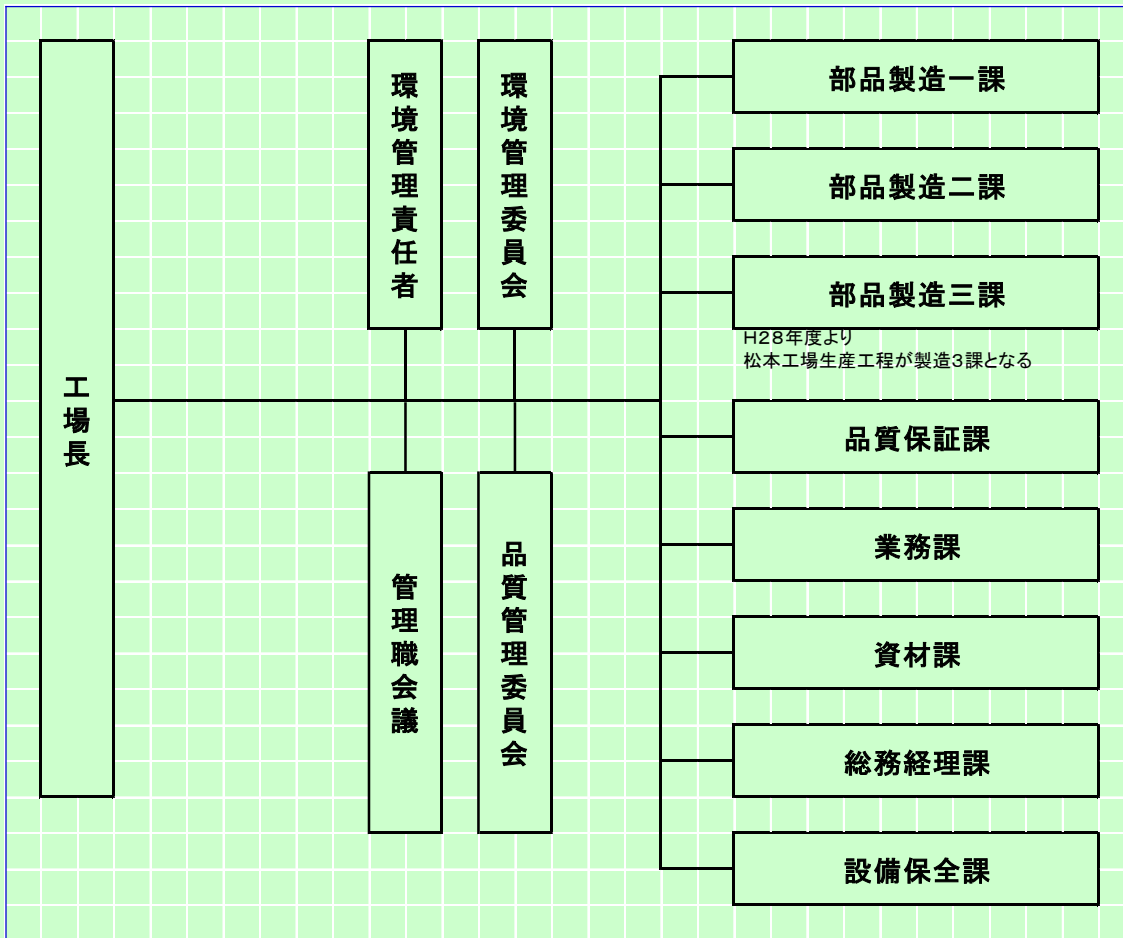 工場長
環境管理責任者
環境管理委員会
管理職会議
品質管理委員会
部品製造一課
部品製造二課
部品製造三課
H28年度より
松本工場生産工程が製造3課となる
品質保証課
業務課
資材課
総務経理課
設備保全課